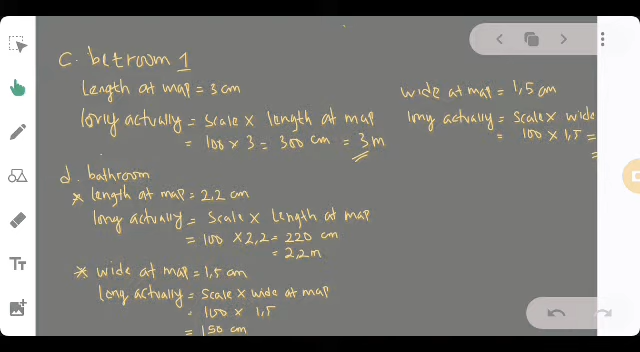 c. betroom 1
length at map = 3 cm
long actually = scale x length at map
= 100 x 3 = 300 cm = 3 m
wide at map = 1,5 cm
long actually = scale x wide
= 100 x 1,5 =
=
d. bathroom
* length at map = 2,2 cm
long actually = scale x length at map
= 100 x 2,2 = 220 cm
= 2,2 m
* wide at map = 1,5 cm
long actually = scale x wide at map
= 100 x 1,5
= 150 cm
Tт